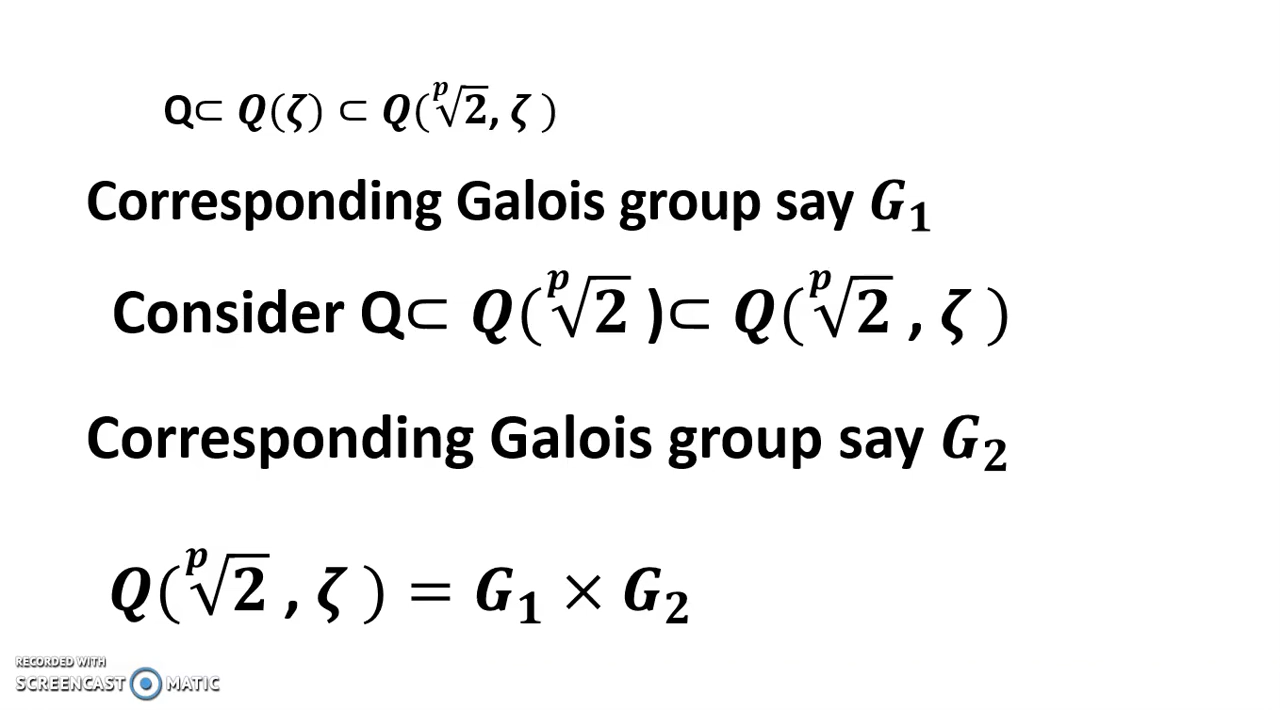 Q⊂ Q(ζ) ⊂ Q(ᵖ√2, ζ )
Corresponding Galois group say G₁
Consider Q⊂ Q(ᵖ√2 )⊂ Q(ᵖ√2 , ζ )
Corresponding Galois group say G₂
Q(ᵖ√2 , ζ ) = G₁ × G₂
RECORDED WITH
SCREENCAST MATIC